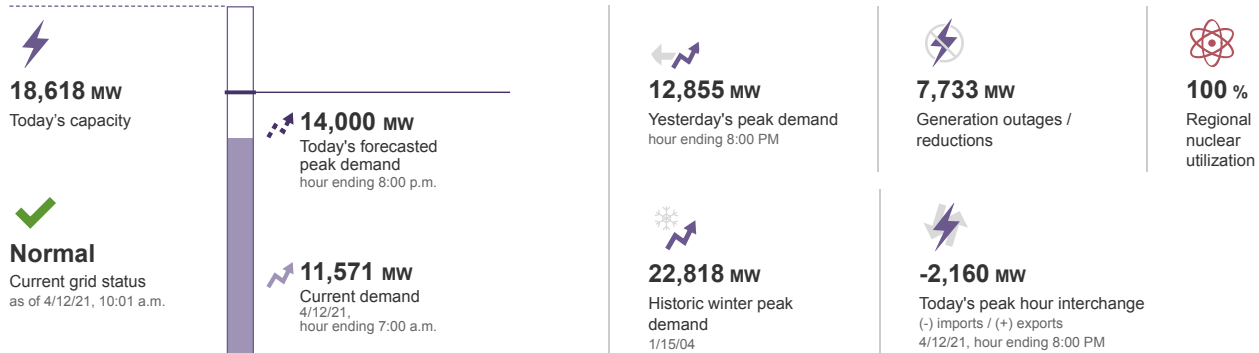 18,618 MW
Today's capacity
Normal
Current grid status
as of 4/12/21, 10:01 a.m.
14,000 MW
Today's forecasted
peak demand
hour ending 8:00 p.m.
11,571 MW
Current demand
4/12/21,
hour ending 7:00 a.m.
12,855 MW
Yesterday's peak demand
hour ending 8:00 PM
7,733 MW
Generation outages /
reductions
100 %
Regional
nuclear
utilization
22,818 MW
Historic winter peak
demand
1/15/04
-2,160 MW
Today's peak hour interchange
(-) imports / (+) exports
4/12/21, hour ending 8:00 PM